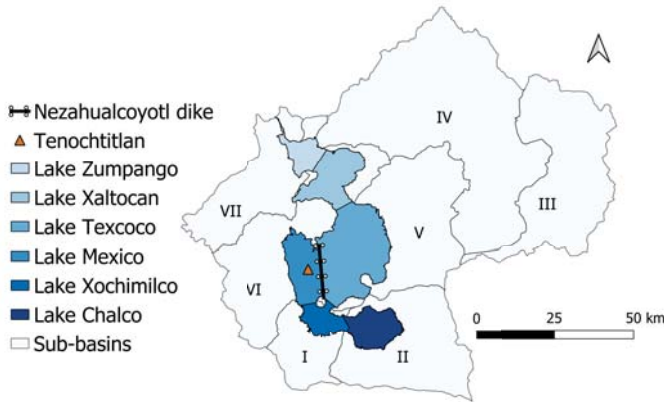 Nezahualcoyotl dike
Tenochtitlan
Lake Zumpango
Lake Xaltocan
Lake Texcoco
Lake Mexico
Lake Xochimilco
Lake Chalco
Sub-basins
IV
III
VII
V
VI
I
II
0 25 50 km